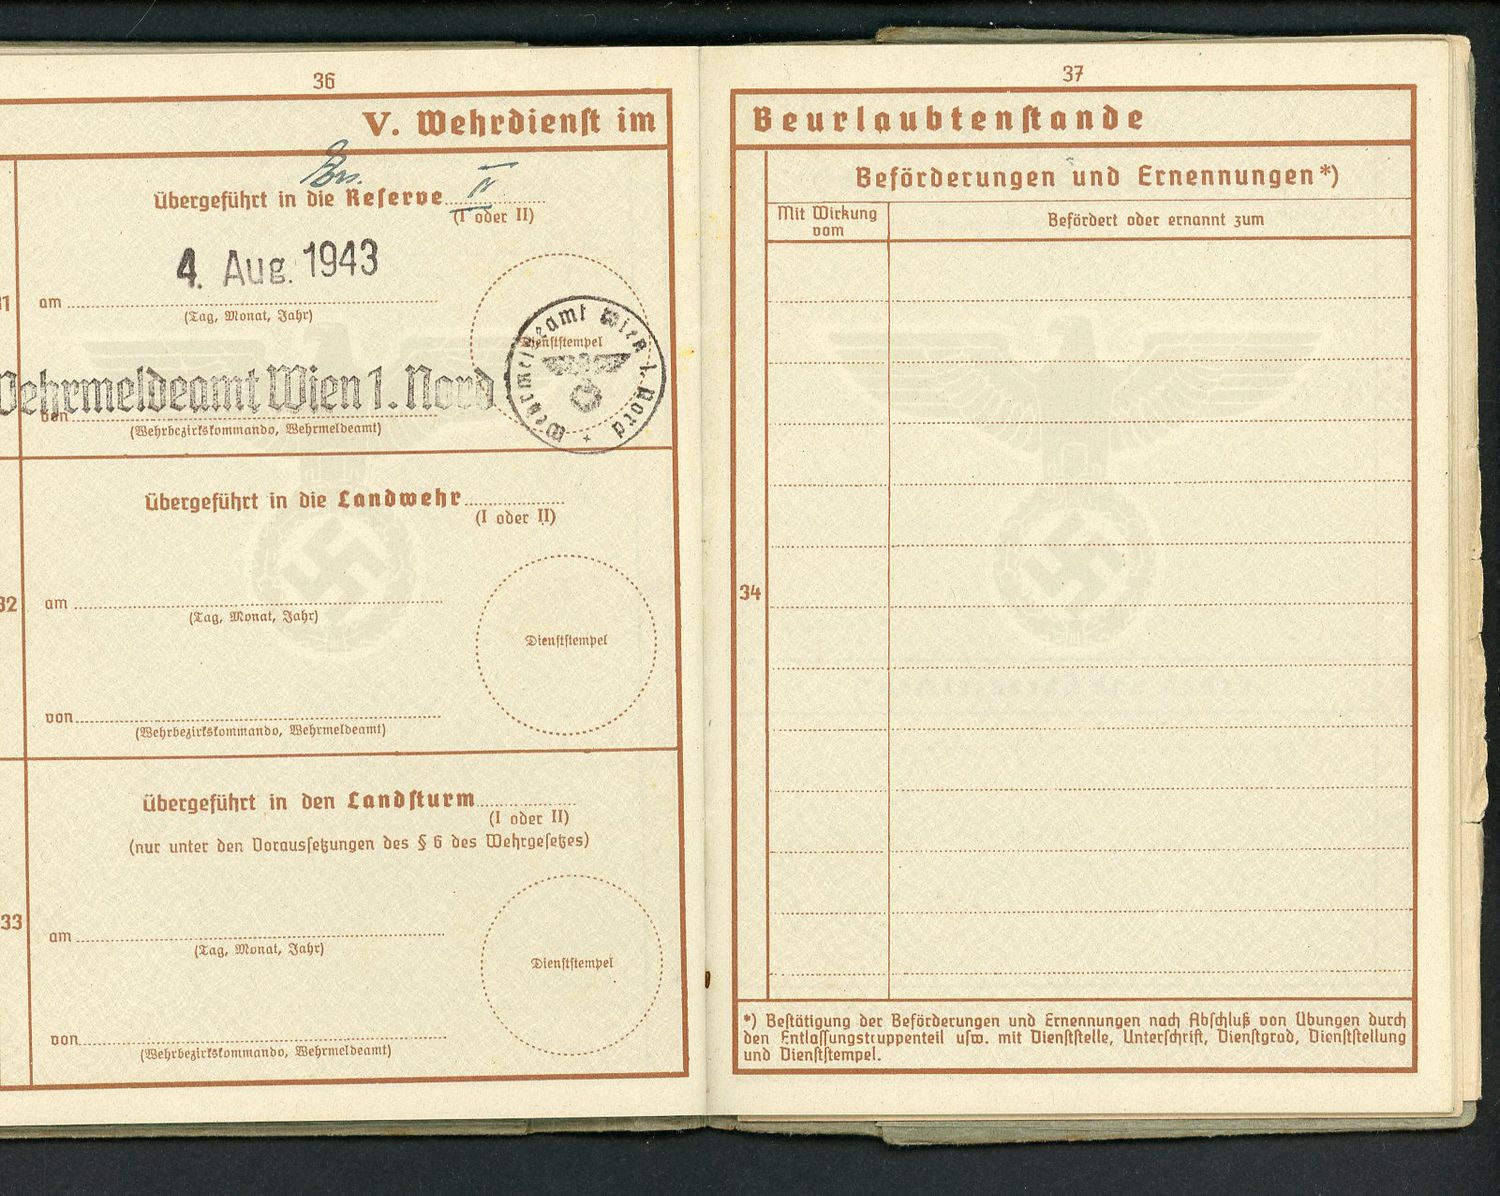 36
V. Wehrdienst im
Ers.
übergeführt in die Reserve II
(I oder II)
4. Aug. 1943
31
am
(Tag, Monat, Jahr)
Dienststempel
Wehrmeldeamt Wien 1. Nord
Wehrmeldeamt Wien 1. Nord
von
(Wehrbezirkskommando, Wehrmeldeamt)
übergeführt in die Landwehr
(I oder II)
32
am
(Tag, Monat, Jahr)
Dienststempel
von
(Wehrbezirkskommando, Wehrmeldeamt)
übergeführt in den Landsturm
(I oder II)
(nur unter den Voraussetzungen des § 6 des Wehrgesetzes)
33
am
(Tag, Monat, Jahr)
Dienststempel
von
(Wehrbezirkskommando, Wehrmeldeamt)
37
Beurlaubtenstande
Beförderungen und Ernennungen*)
Mit Wirkung
vom
Befördert oder ernannt zum
34
*) Bestätigung der Beförderungen und Ernennungen nach Abschluß von Übungen durch
den Entlassungstruppenteil usw. mit Dienststelle, Unterschrift, Dienstgrad, Dienststellung
und Dienststempel.